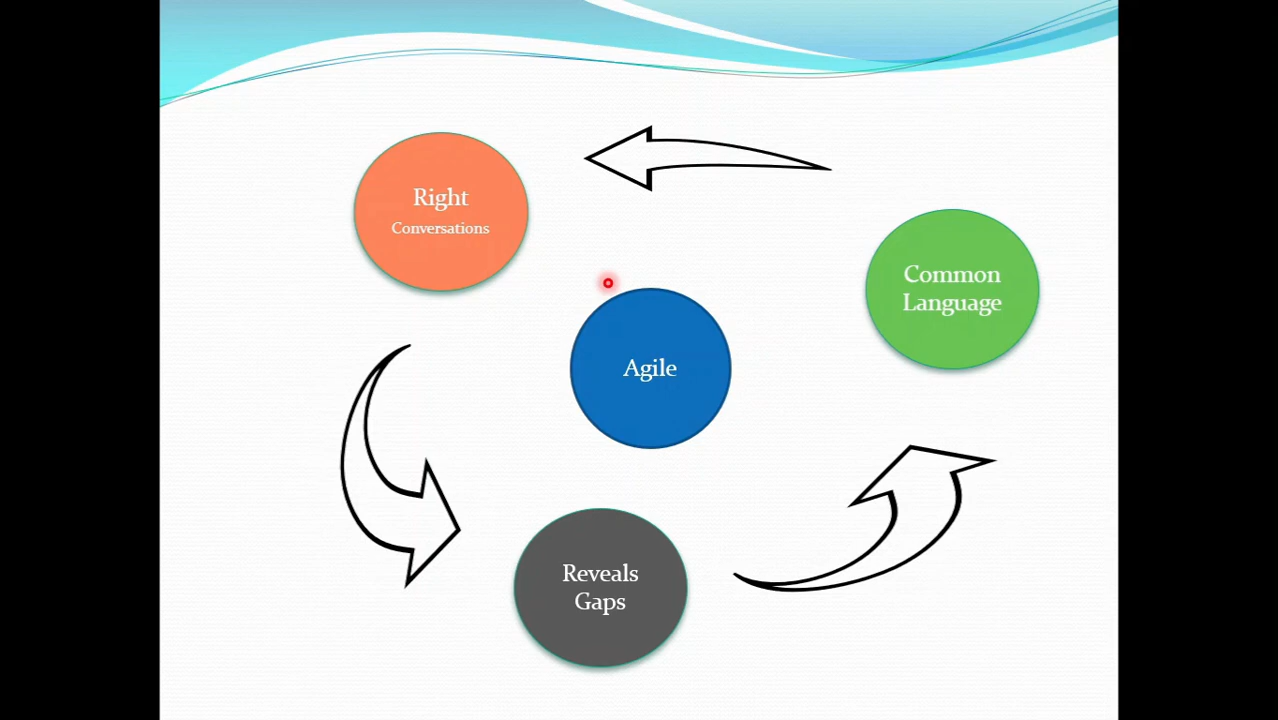 Right
Conversations
Common
Language
Agile
Reveals
Gaps